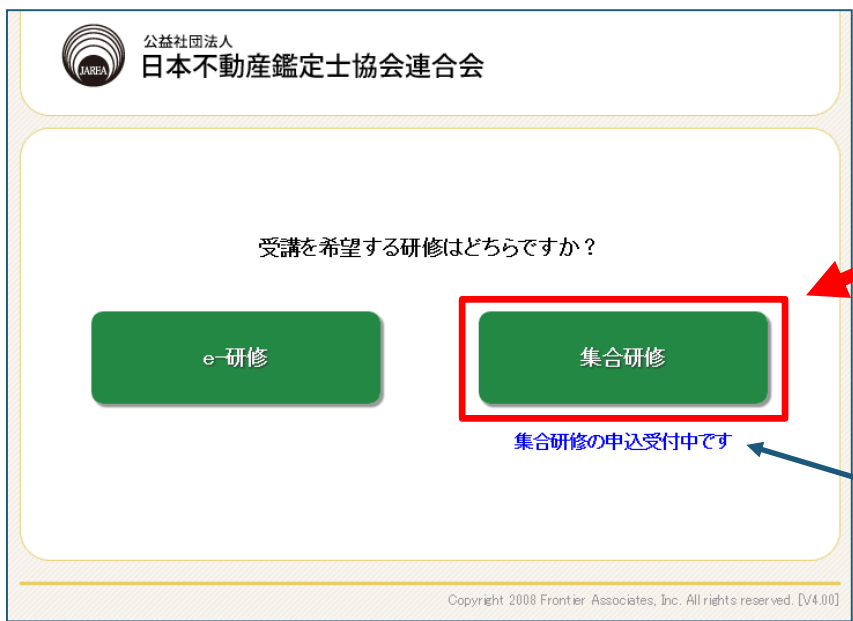 JAREA
公益社団法人
日本不動産鑑定士協会連合会
受講を希望する研修はどちらですか？
e-研修
集合研修
集合研修の申込受付中です
Copyright 2008 Frontier Associates, Inc. All rights reserved. [V4.00]